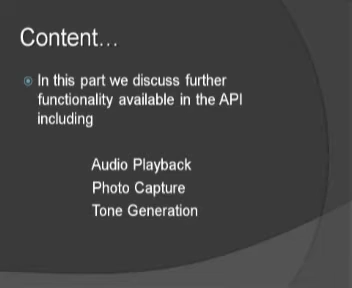 Content…
In this part we discuss further
functionality available in the API
including
Audio Playback
Photo Capture
Tone Generation